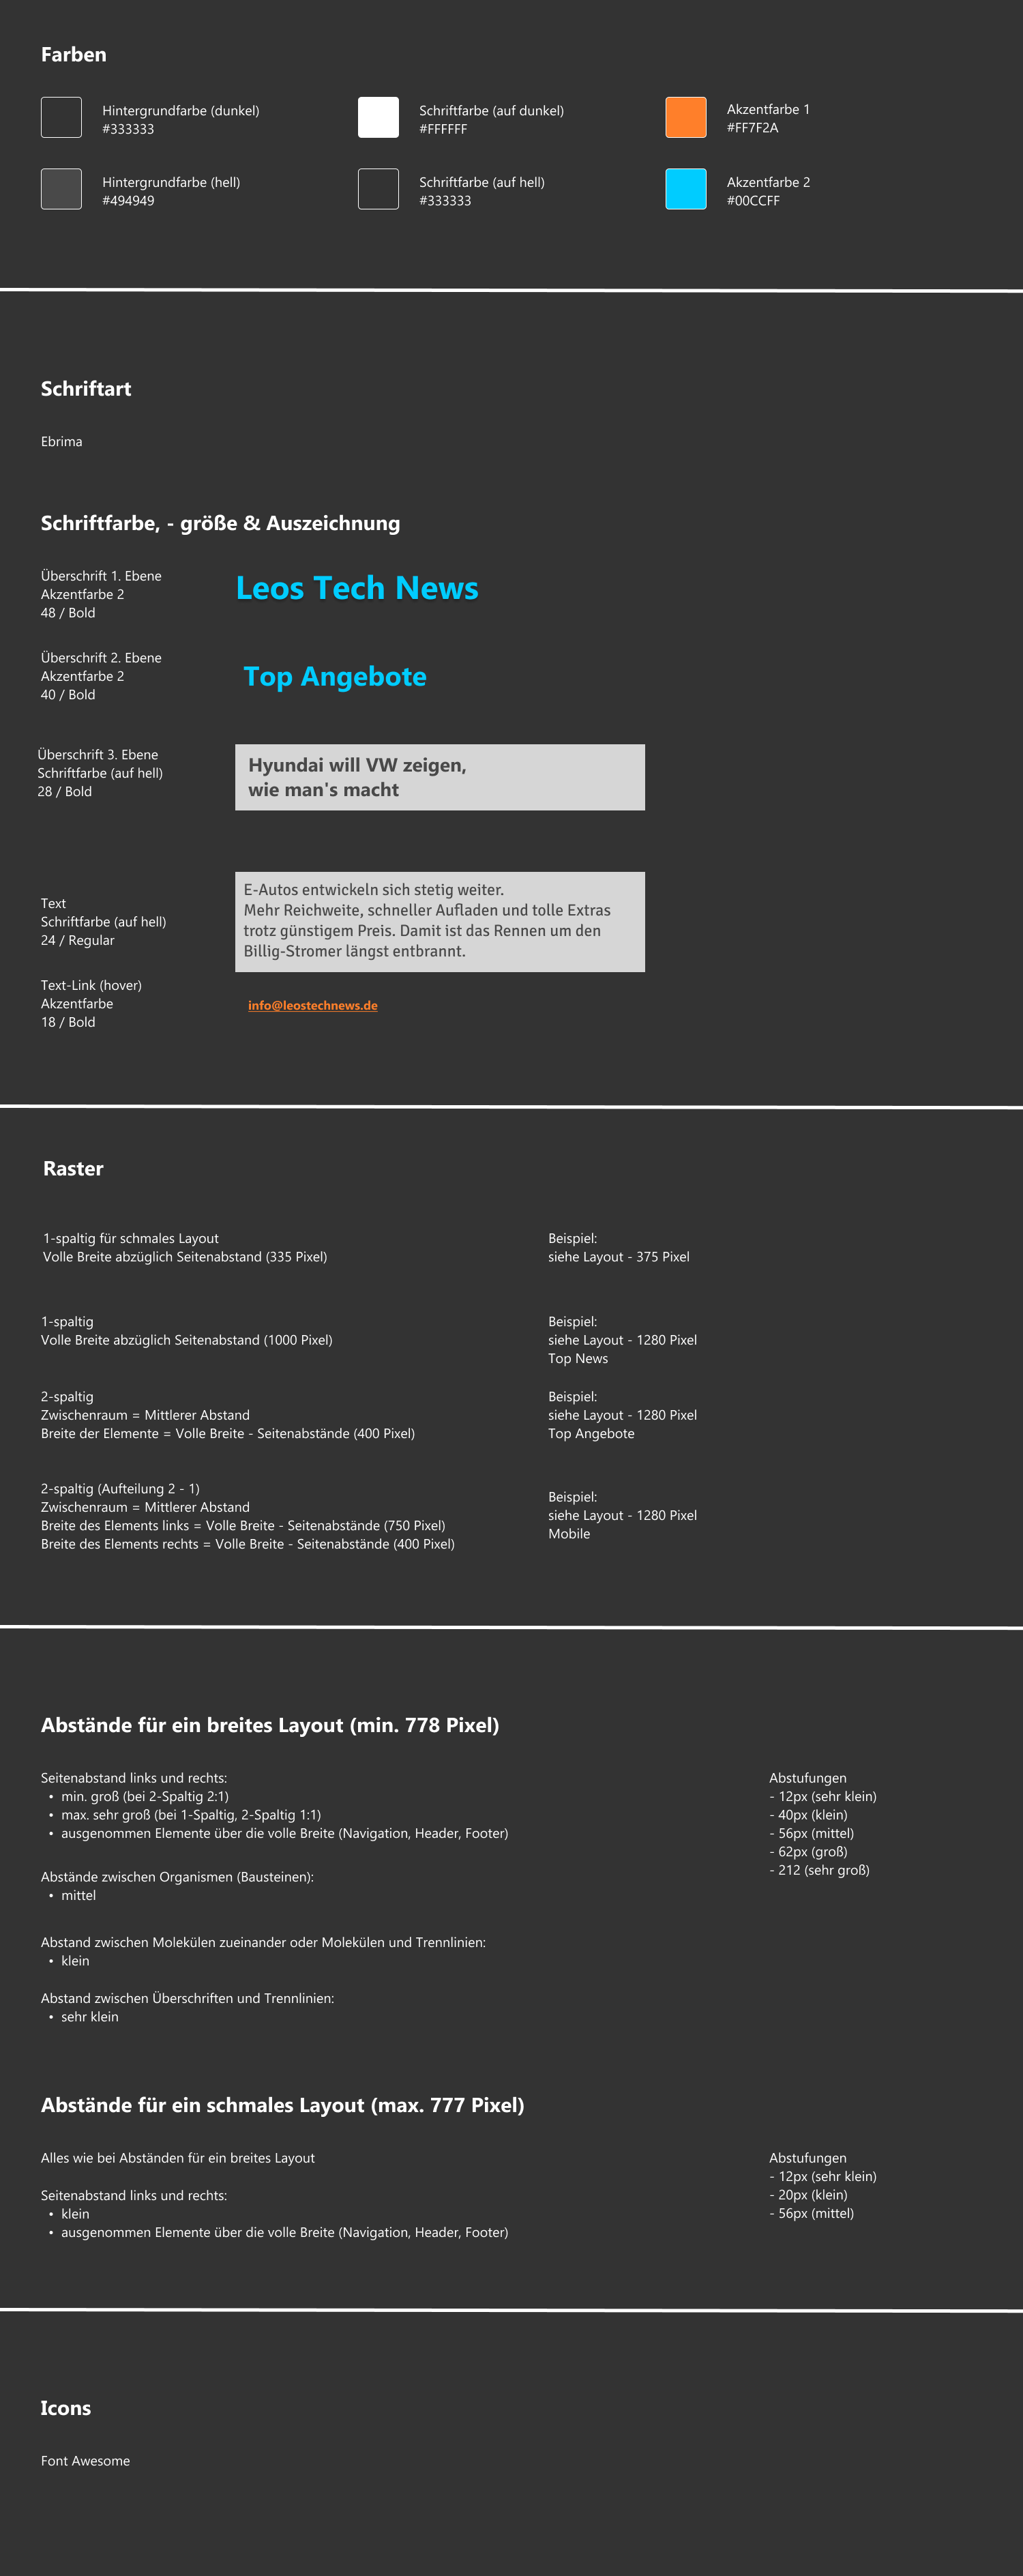 Farben
Hintergrundfarbe (dunkel)
#333333
Schriftfarbe (auf dunkel)
#FFFFFF
Akzentfarbe 1
#FF7F2A
Hintergrundfarbe (hell)
#494949
Schriftfarbe (auf hell)
#333333
Akzentfarbe 2
#00CCFF
Schriftart
Ebrima
Schriftfarbe, - größe & Auszeichnung
Überschrift 1. Ebene
Akzentfarbe 2
48 / Bold
Leos Tech News
Überschrift 2. Ebene
Akzentfarbe 2
40 / Bold
Top Angebote
Überschrift 3. Ebene
Schriftfarbe (auf hell)
28 / Bold
Hyundai will VW zeigen,
wie man's macht
Text
Schriftfarbe (auf hell)
24 / Regular
E-Autos entwickeln sich stetig weiter.
Mehr Reichweite, schneller Aufladen und tolle Extras
trotz günstigem Preis. Damit ist das Rennen um den
Billig-Stromer längst entbrannt.
Text-Link (hover)
Akzentfarbe
18 / Bold
info@leostechnews.de
Raster
1-spaltig für schmales Layout
Volle Breite abzüglich Seitenabstand (335 Pixel)
Beispiel:
siehe Layout - 375 Pixel
1-spaltig
Volle Breite abzüglich Seitenabstand (1000 Pixel)
Beispiel:
siehe Layout - 1280 Pixel
Top News
2-spaltig
Zwischenraum = Mittlerer Abstand
Breite der Elemente = Volle Breite - Seitenabstände (400 Pixel)
Beispiel:
siehe Layout - 1280 Pixel
Top Angebote
2-spaltig (Aufteilung 2 - 1)
Zwischenraum = Mittlerer Abstand
Breite des Elements links = Volle Breite - Seitenabstände (750 Pixel)
Breite des Elements rechts = Volle Breite - Seitenabstände (400 Pixel)
Beispiel:
siehe Layout - 1280 Pixel
Mobile
Abstände für ein breites Layout (min. 778 Pixel)
Seitenabstand links und rechts:
• min. groß (bei 2-Spaltig 2:1)
• max. sehr groß (bei 1-Spaltig, 2-Spaltig 1:1)
• ausgenommen Elemente über die volle Breite (Navigation, Header, Footer)
Abstände zwischen Organismen (Bausteinen):
• mittel
Abstand zwischen Molekülen zueinander oder Molekülen und Trennlinien:
• klein
Abstand zwischen Überschriften und Trennlinien:
• sehr klein
Abstufungen
- 12px (sehr klein)
- 40px (klein)
- 56px (mittel)
- 62px (groß)
- 212 (sehr groß)
Abstände für ein schmales Layout (max. 777 Pixel)
Alles wie bei Abständen für ein breites Layout
Seitenabstand links und rechts:
• klein
• ausgenommen Elemente über die volle Breite (Navigation, Header, Footer)
Abstufungen
- 12px (sehr klein)
- 20px (klein)
- 56px (mittel)
Icons
Font Awesome